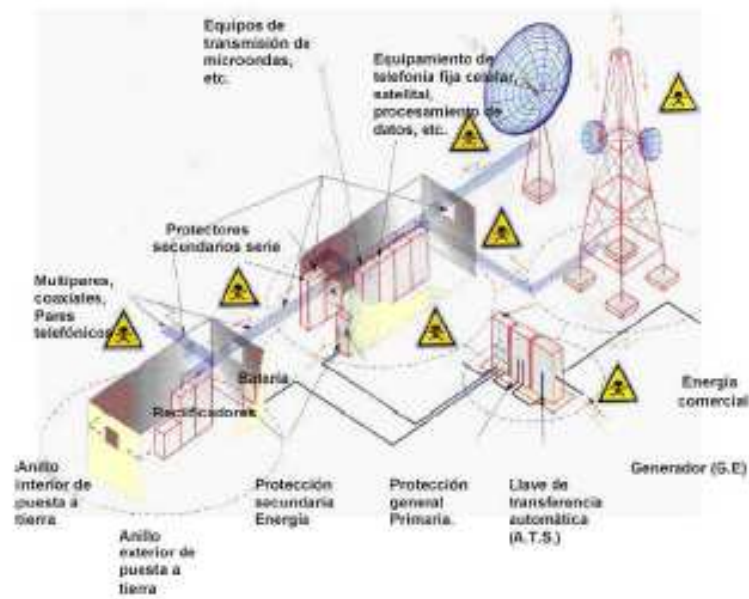 Equipos de
transmisión de
microondas,
etc.
Equipamiento de
telefonía fija celular,
satelital,
procesamiento de
datos, etc.
Protectores
secundarios serie
Multipares,
coaxiales,
Pares
telefónicos
Batería
Rectificadores
Energía
comercial
Generador (G.E)
Anillo
interior de
puesta a
tierra
Anillo
exterior de
puesta a
tierra
Protección
secundaria
Energía
Protección
general
Primaria.
Llave de
transferencia
automática
(A.T.S.)